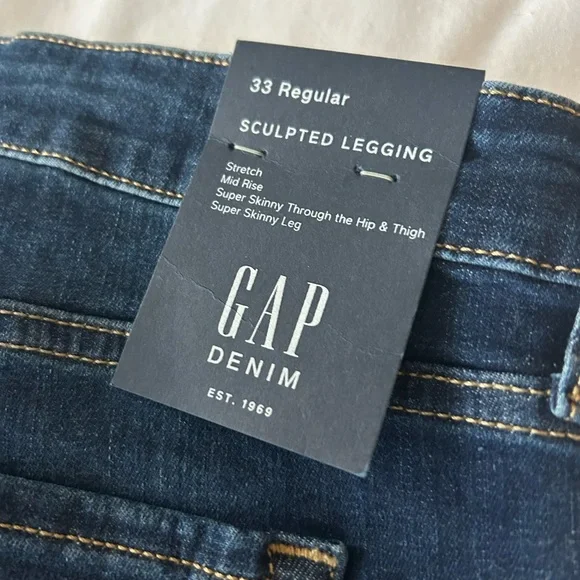 33 Regular
SCULPTED LEGGING
Stretch
Mid Rise
Super Skinny Through the Hip & Thigh
Super Skinny Leg
GAP
DENIM
EST. 1969